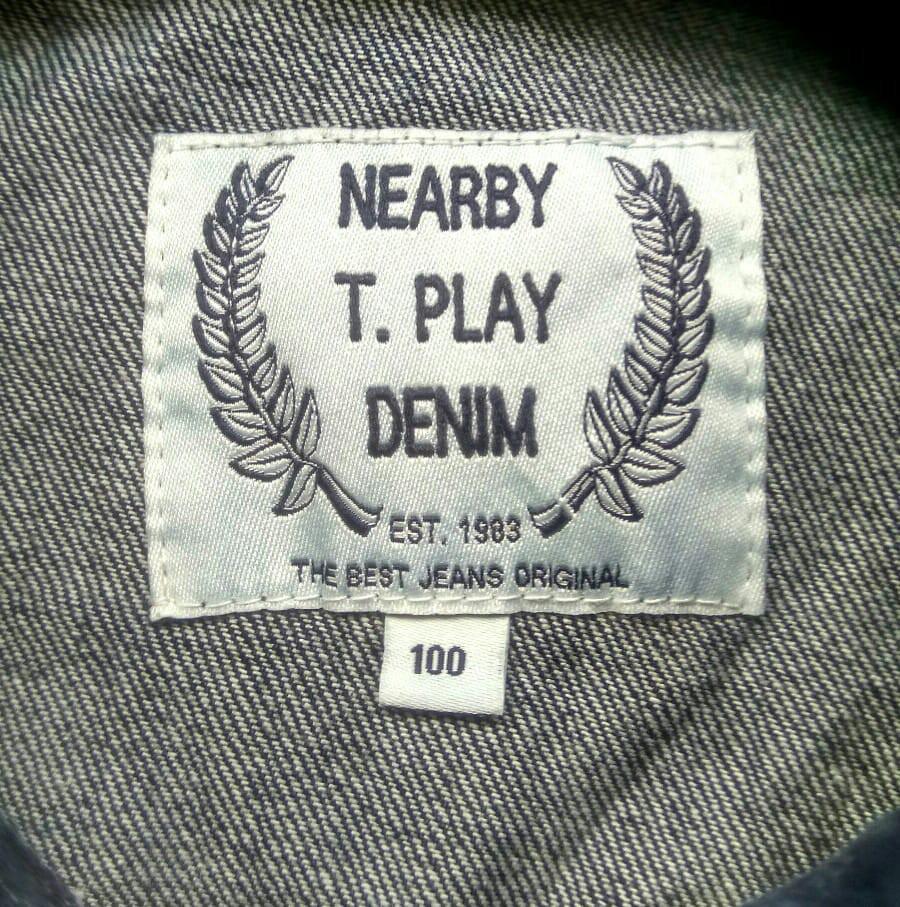 NEARBY
T. PLAY
DENIM
EST. 1983
THE BEST JEANS ORIGINAL
100